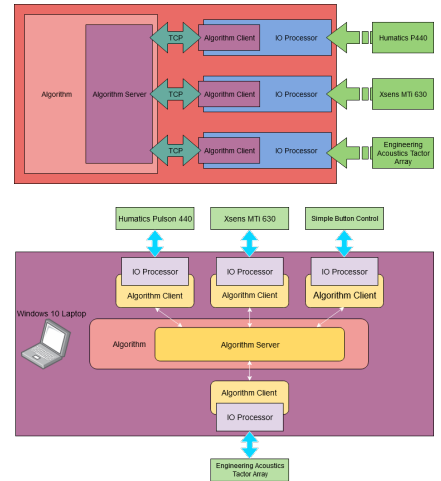 TCP
Algorithm Client
IO Processor
Humatics P440
Algorithm
Algorithm Server
TCP
Algorithm Client
IO Processor
Xsens MTi 630
TCP
Algorithm Client
IO Processor
Engineering
Acoustics Tactor
Array
Humatics Pulson 440
Xsens MTi 630
Simple Button Control
IO Processor
IO Processor
IO Processor
Algorithm Client
Algorithm Client
Algorithm Client
Windows 10 Laptop
Algorithm
Algorithm Server
Algorithm Client
IO Processor
Engineering Acoustics
Tactor Array